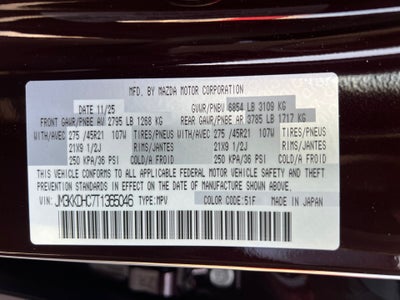 MFD. BY MAZDA MOTOR CORPORATION
DATE 11/25 GVWR/PNBV 6854 LB 3109 KG
FRONT GAWR/PNBE AV 2795 LB 1268 KG REAR GAWR/PNBE AR 3785 LB 1717 KG
WITH/AVEC 275 /45R21 107W TIRES/PNEUS WITH/AVEC 275 /45R21 107W TIRES/PNEUS
21X9 1/2J RIMS/JANTES 21X9 1/2J RIMS/JANTES
250 KPA/36 PSI COLD/A FROID 250 KPA/36 PSI COLD/A FROID
THIS VEHICLE CONFORMS TO ALL APPLICABLE FEDERAL MOTOR VEHICLE SAFETY
STANDARDS IN EFFECT ON THE DATE OF MANUFACTURE SHOWN ABOVE.
VIN: JM3KKDHC7T1365046 TYPE:MPV COLOR CODE:51F MADE IN JAPAN